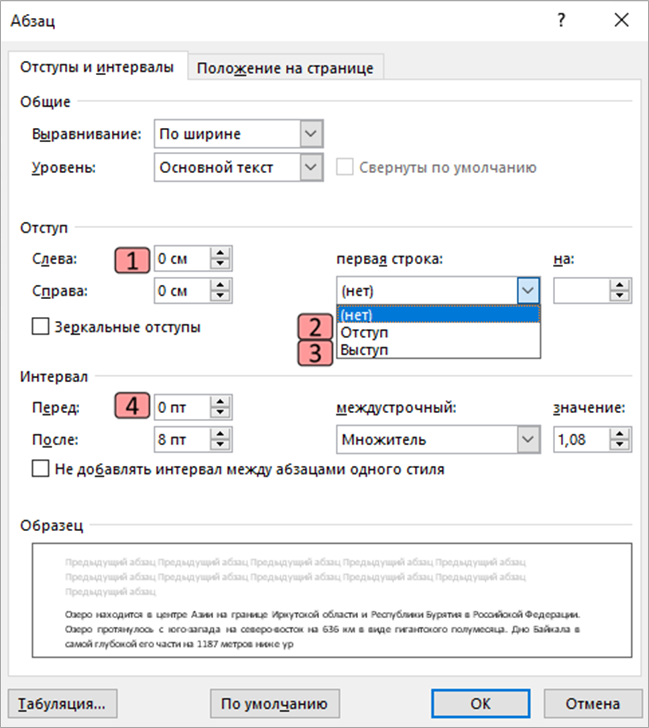 Абзац ? ×
Отступы и интервалы Положение на странице
Общие
Выравнивание: По ширине
Уровень: Основной текст Свернуты по умолчанию
Отступ
Слева: 1 0 см первая строка: на:
Справа: 0 см (нет)
(нет)
Зеркальные отступы 2 Отступ
3 Выступ
Интервал
Перед: 4 0 пт междустрочный: значение:
После: 8 пт Множитель 1,08
Не добавлять интервал между абзацами одного стиля
Образец
Предыдущий абзац Предыдущий абзац Предыдущий абзац Предыдущий абзац Предыдущий абзац
Предыдущий абзац Предыдущий абзац Предыдущий абзац Предыдущий абзац Предыдущий абзац
Предыдущий абзац
Озеро находится в центре Азии на границе Иркутской области и Республики Бурятия в Российской Федерации.
Озеро протянулось с юго-запада на северо-восток на 636 км в виде гигантского полумесяца. Дно Байкала в
самой глубокой его части на 1187 метров ниже ур
Табуляция... По умолчанию ОК Отмена